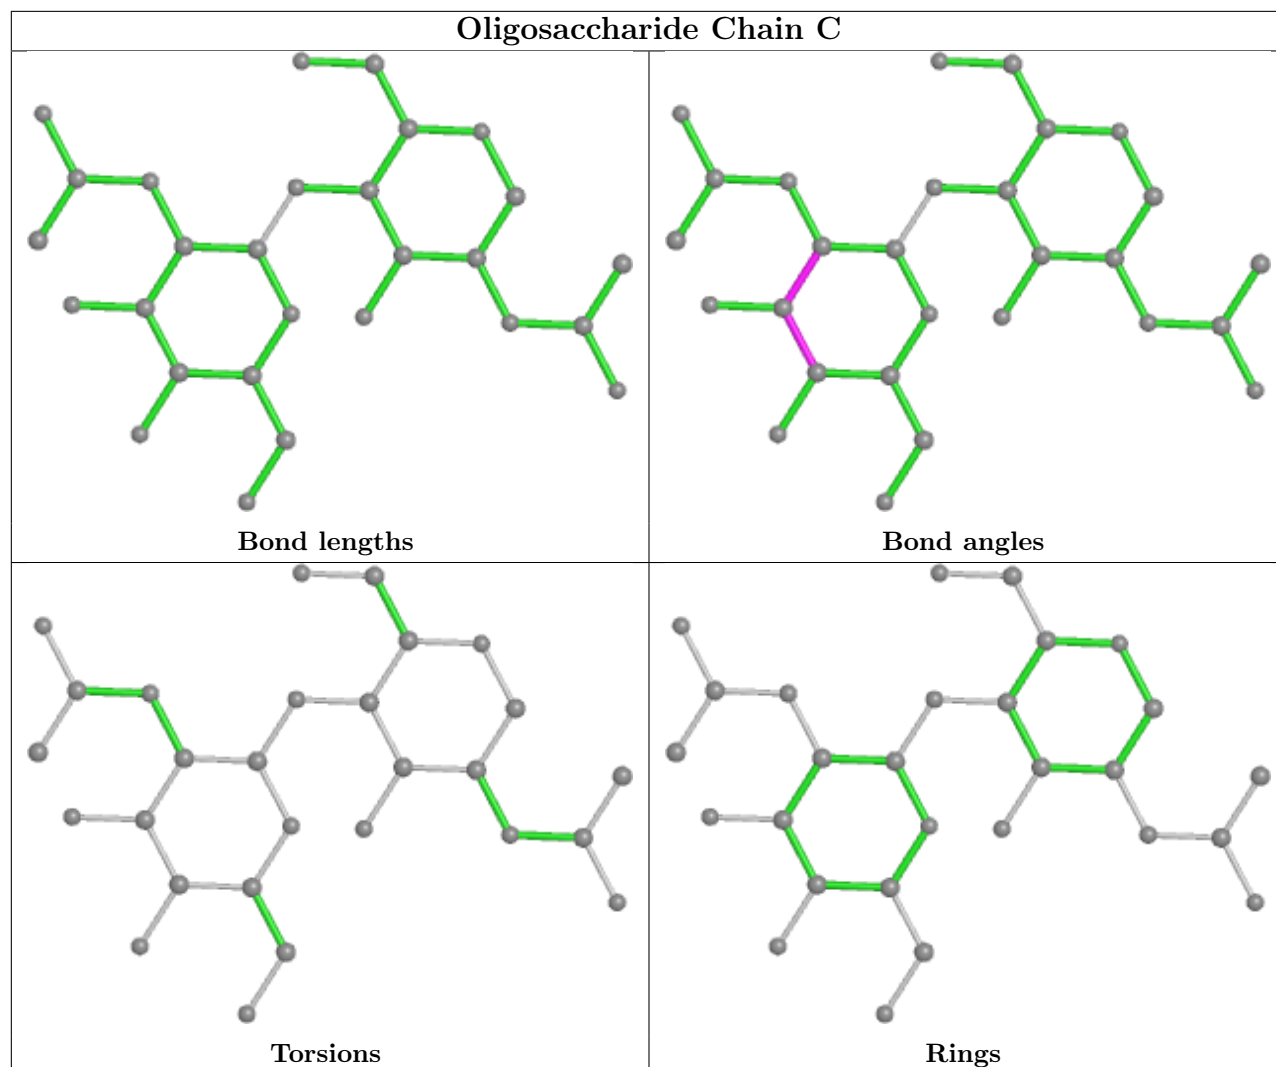 Oligosaccharide Chain C
Bond lengths
Bond angles
Torsions
Rings